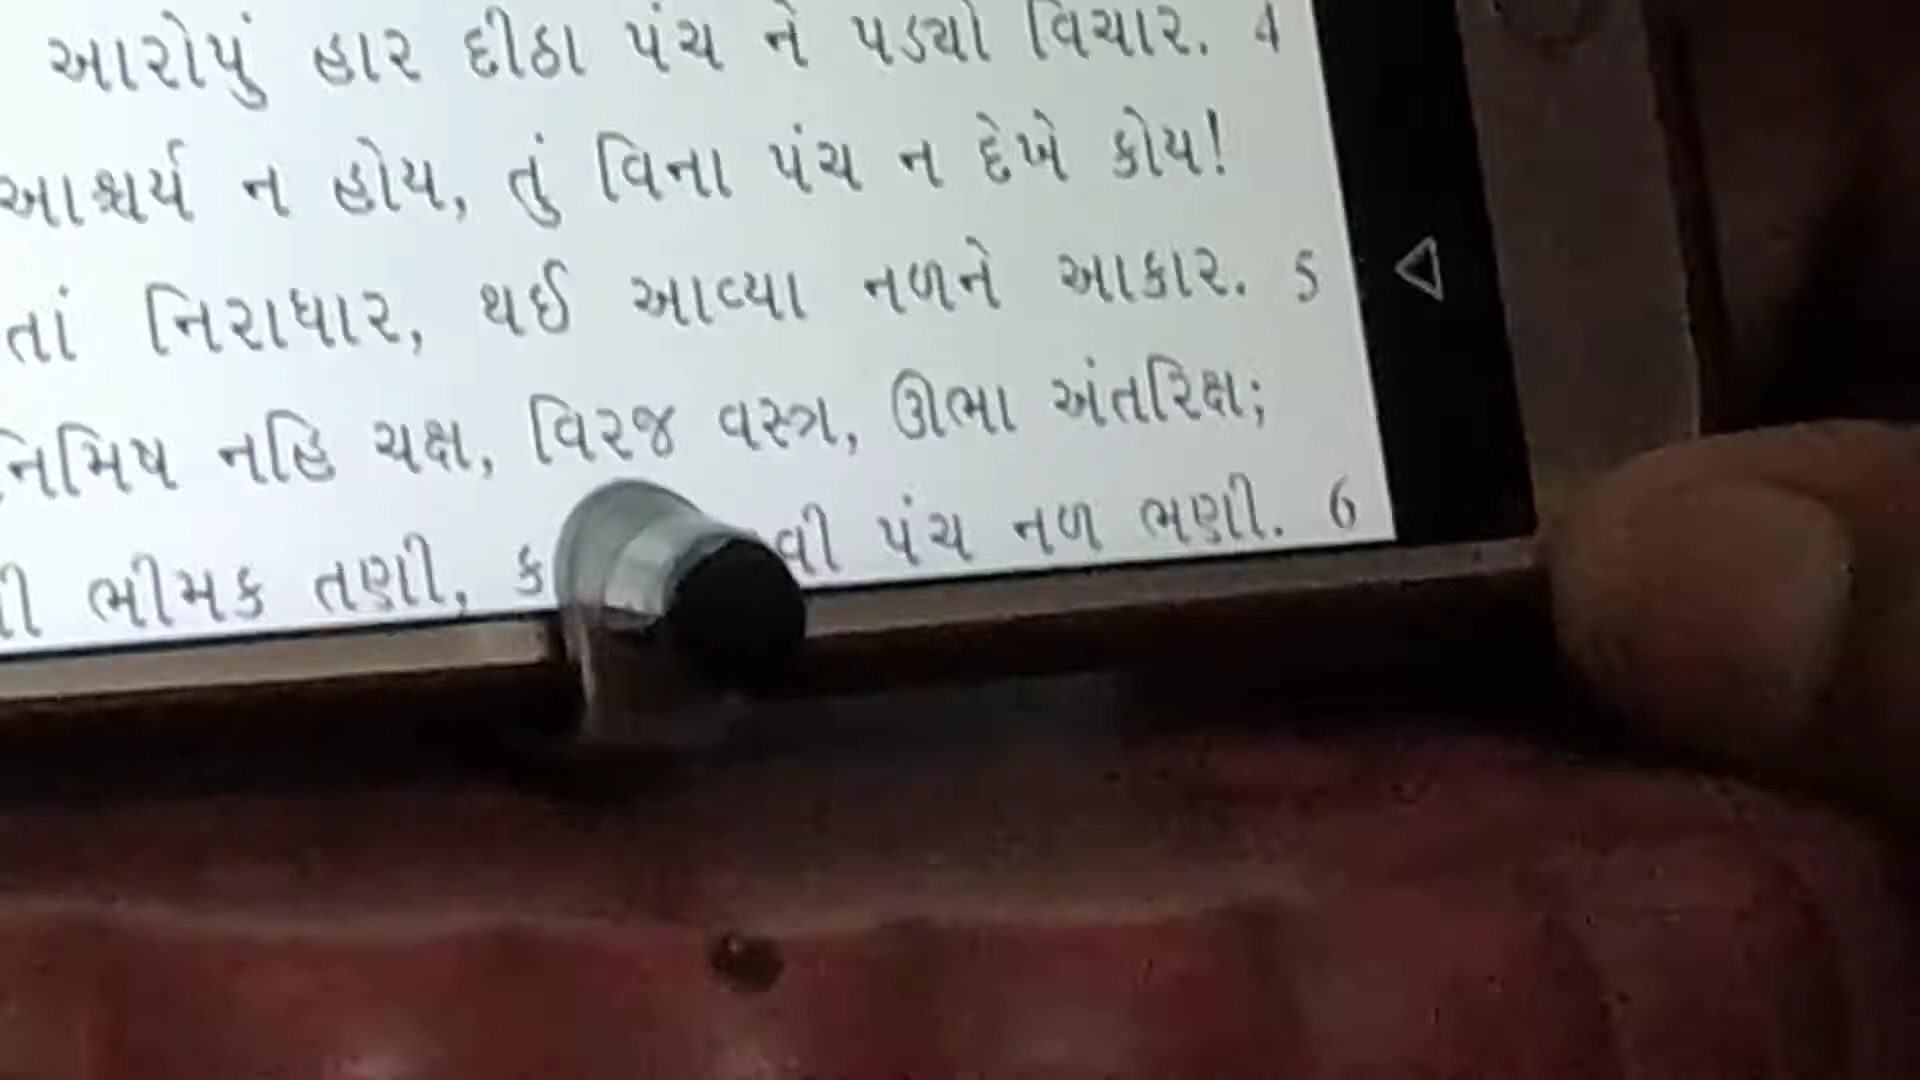 આરોપું હાર દીઠા પંચ ને પડ્યો વિચાર. 4
આશ્ચર્ય ન હોય, તું વિના પંચ ન દેખે કોય!
તાં નિરાધાર, થઈ આવ્યા નળને આકાર. 5
નિમિષ નહિ ચક્ષ, વિરજ વસ્ત્ર, ઊભા અંતરિક્ષ;
ભીમક તણી, પંચ નળ ભણી. 6